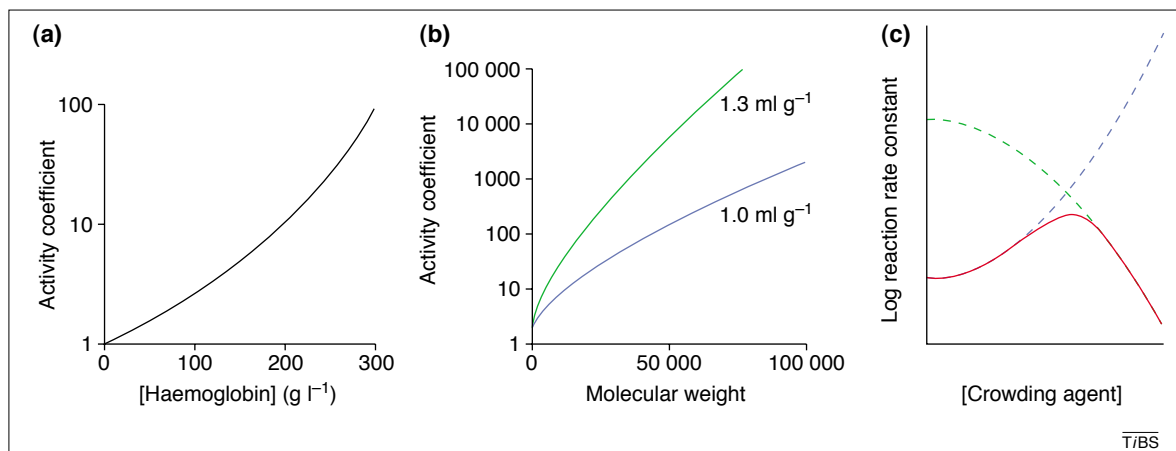 (a)
Activity coefficient
100
10
1
0
100
200
300
[Haemoglobin] (g l⁻¹)
(b)
Activity coefficient
100 000
10 000
1000
100
10
1
0
50 000
100 000
Molecular weight
1.3 ml g⁻¹
1.0 ml g⁻¹
(c)
Log reaction rate constant
[Crowding agent]
TiBS